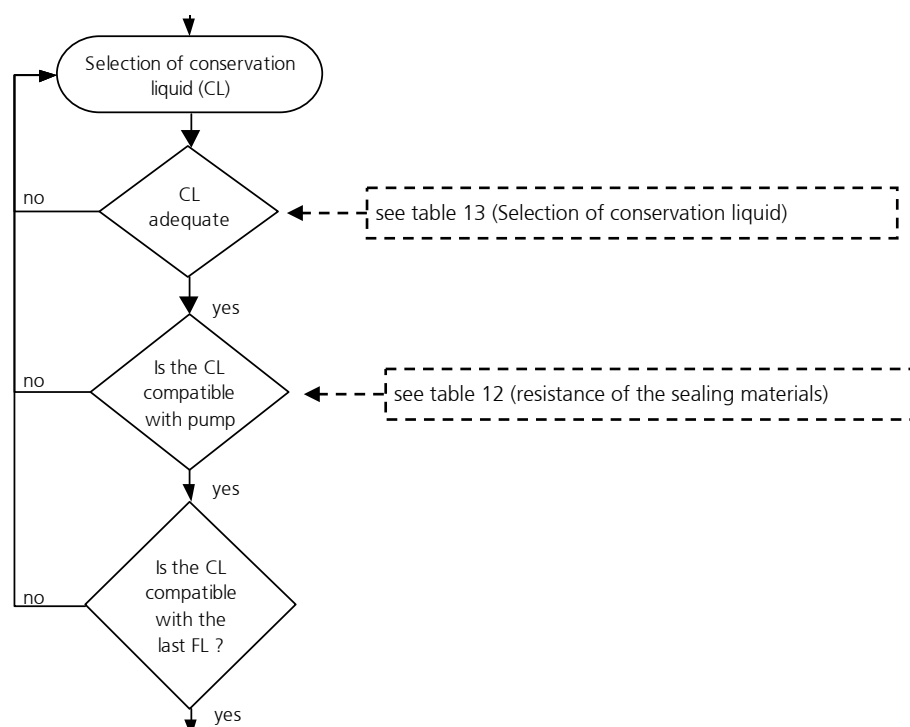 Selection of conservation
liquid (CL)
no
CL
adequate
see table 13 (Selection of conservation liquid)
yes
no
Is the CL
compatible
with pump
see table 12 (resistance of the sealing materials)
yes
no
Is the CL
compatible
with the
last FL ?
yes